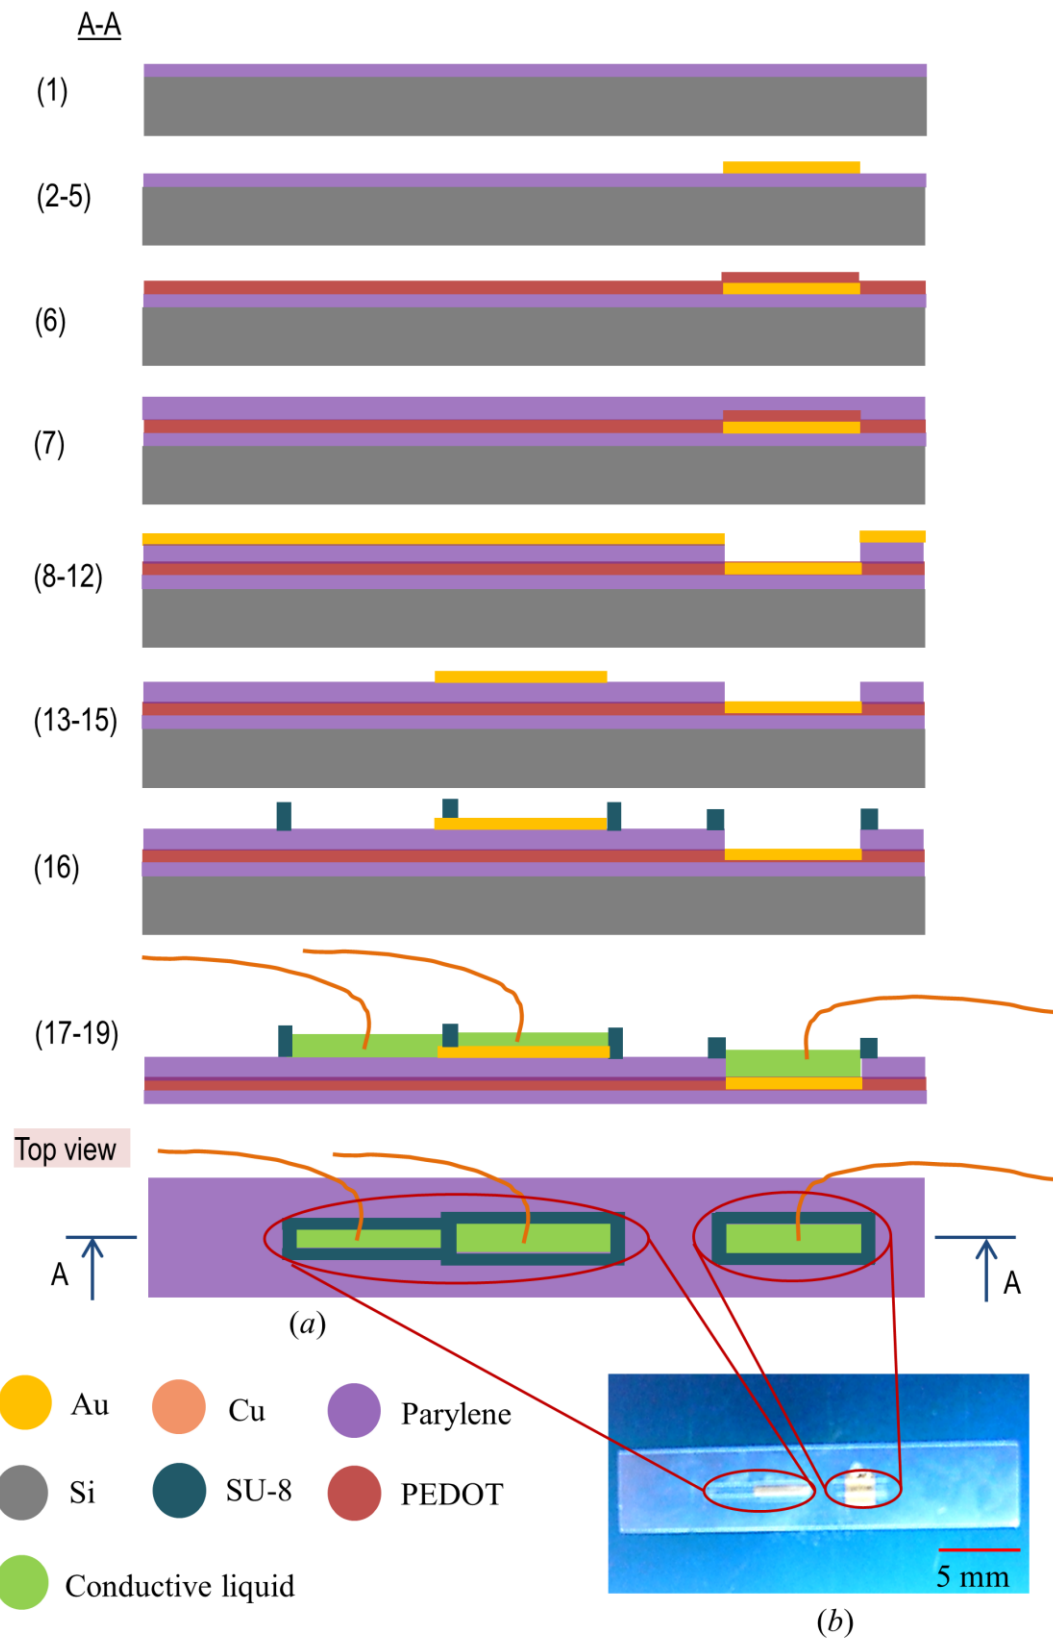 A-A
(1)
(2-5)
(6)
(7)
(8-12)
(13-15)
(16)
(17-19)
Top view
A
A
(a)
Au
Cu
Parylene
Si
SU-8
PEDOT
Conductive liquid
5 mm
(b)